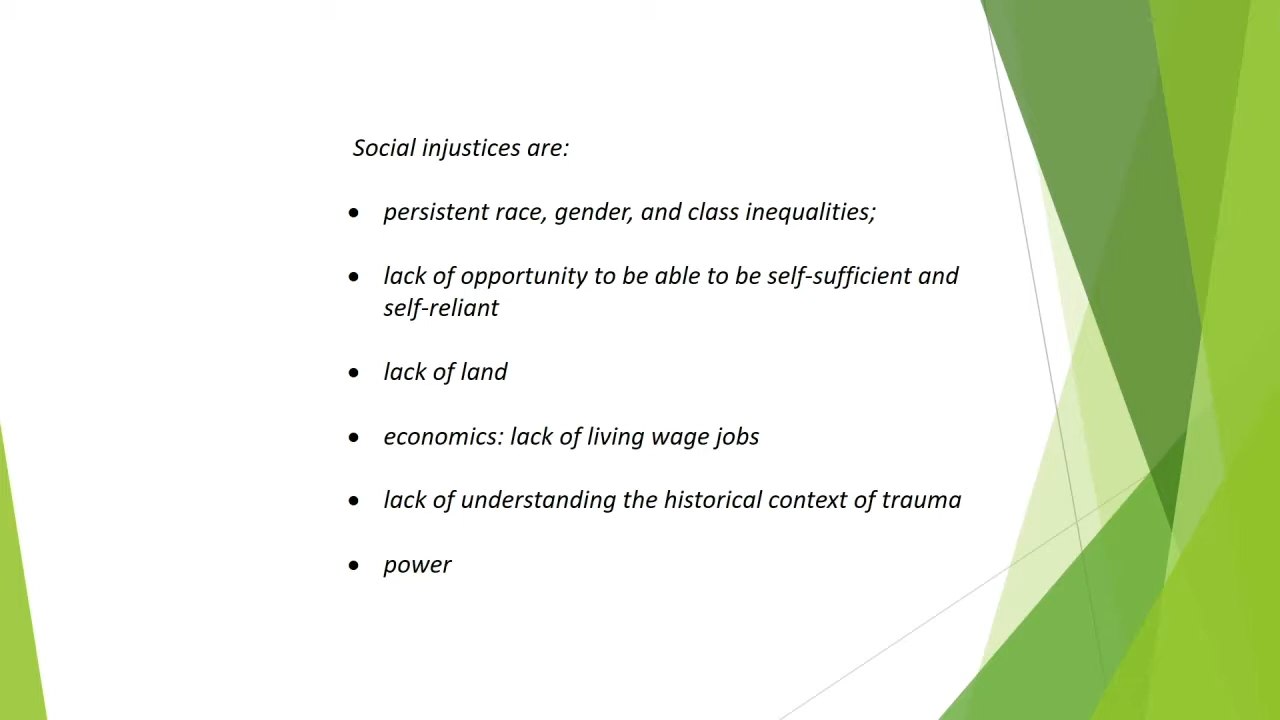 Social injustices are:
• persistent race, gender, and class inequalities;
• lack of opportunity to be able to be self-sufficient and
self-reliant
• lack of land
• economics: lack of living wage jobs
• lack of understanding the historical context of trauma
• power